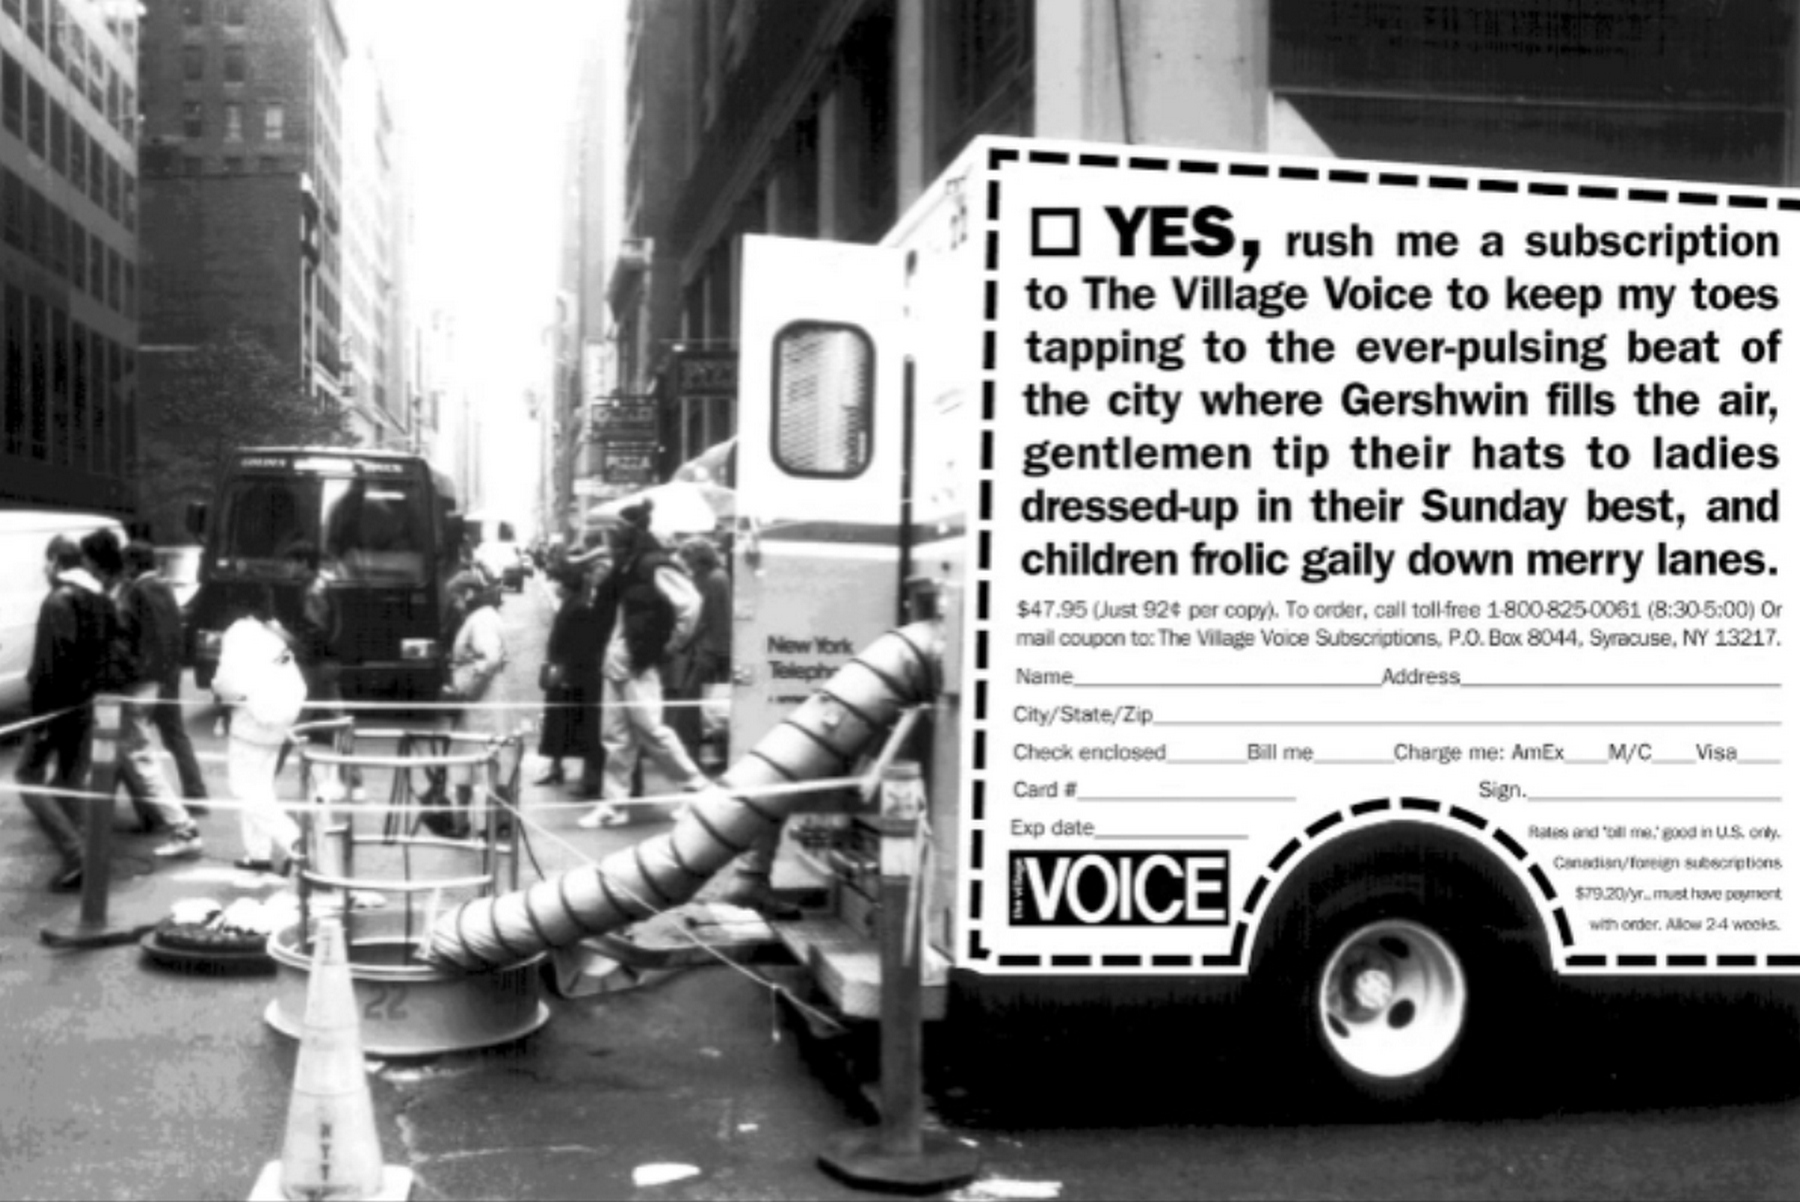 PIZZA
New York
Telepho
22
NYT
☐ YES, rush me a subscription
to The Village Voice to keep my toes
tapping to the ever-pulsing beat of
the city where Gershwin fills the air,
gentlemen tip their hats to ladies
dressed-up in their Sunday best, and
children frolic gaily down merry lanes.
$47.95 (Just 92¢ per copy). To order, call toll-free 1-800-825-0061 (8:30-5:00) Or
mail coupon to: The Village Voice Subscriptions, P.O. Box 8044, Syracuse, NY 13217.
Name Address
City/State/Zip
Check enclosed Bill me Charge me: AmEx M/C Visa
Card # Sign.
Exp date
Rates and "bill me," good in U.S. only.
Canadian/foreign subscriptions
$79.20/yr., must have payment
with order. Allow 2-4 weeks.
the village
VOICE